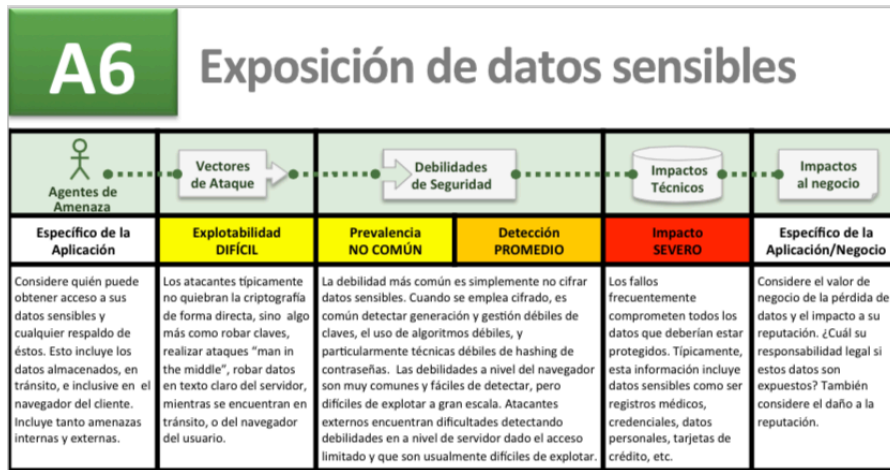 A6
Exposición de datos sensibles
Agentes de
Amenaza
Vectores
de Ataque
Debilidades
de Seguridad
Impactos
Técnicos
Impactos
al negocio
Específico de la
Aplicación
Explotabilidad
DIFÍCIL
Prevalencia
NO COMÚN
Detección
PROMEDIO
Impacto
SEVERO
Específico de la
Aplicación/Negocio
Considere quién puede
obtener acceso a sus
datos sensibles y
cualquier respaldo de
éstos. Esto incluye los
datos almacenados, en
tránsito, e inclusive en el
navegador del cliente.
Incluye tanto amenazas
internas y externas.
Los atacantes típicamente
no quiebran la criptografía
de forma directa, sino algo
más como robar claves,
realizar ataques “man in
the middle”, robar datos
en texto claro del servidor,
mientras se encuentran en
tránsito, o del navegador
del usuario.
La debilidad más común es simplemente no cifrar
datos sensibles. Cuando se emplea cifrado, es
común detectar generación y gestión débiles de
claves, el uso de algoritmos débiles, y
particularmente técnicas débiles de hashing de
contraseñas. Las debilidades a nivel del navegador
son muy comunes y fáciles de detectar, pero
difíciles de explotar a gran escala. Atacantes
externos encuentran dificultades detectando
debilidades en a nivel de servidor dado el acceso
limitado y que son usualmente difíciles de explotar.
Los fallos
frecuentemente
comprometen todos los
datos que deberían estar
protegidos. Típicamente,
esta información incluye
datos sensibles como ser
registros médicos,
credenciales, datos
personales, tarjetas de
crédito, etc.
Considere el valor de
negocio de la pérdida de
datos y el impacto a su
reputación. ¿Cuál su
responsabilidad legal si
estos datos son
expuestos? También
considere el daño a la
reputación.